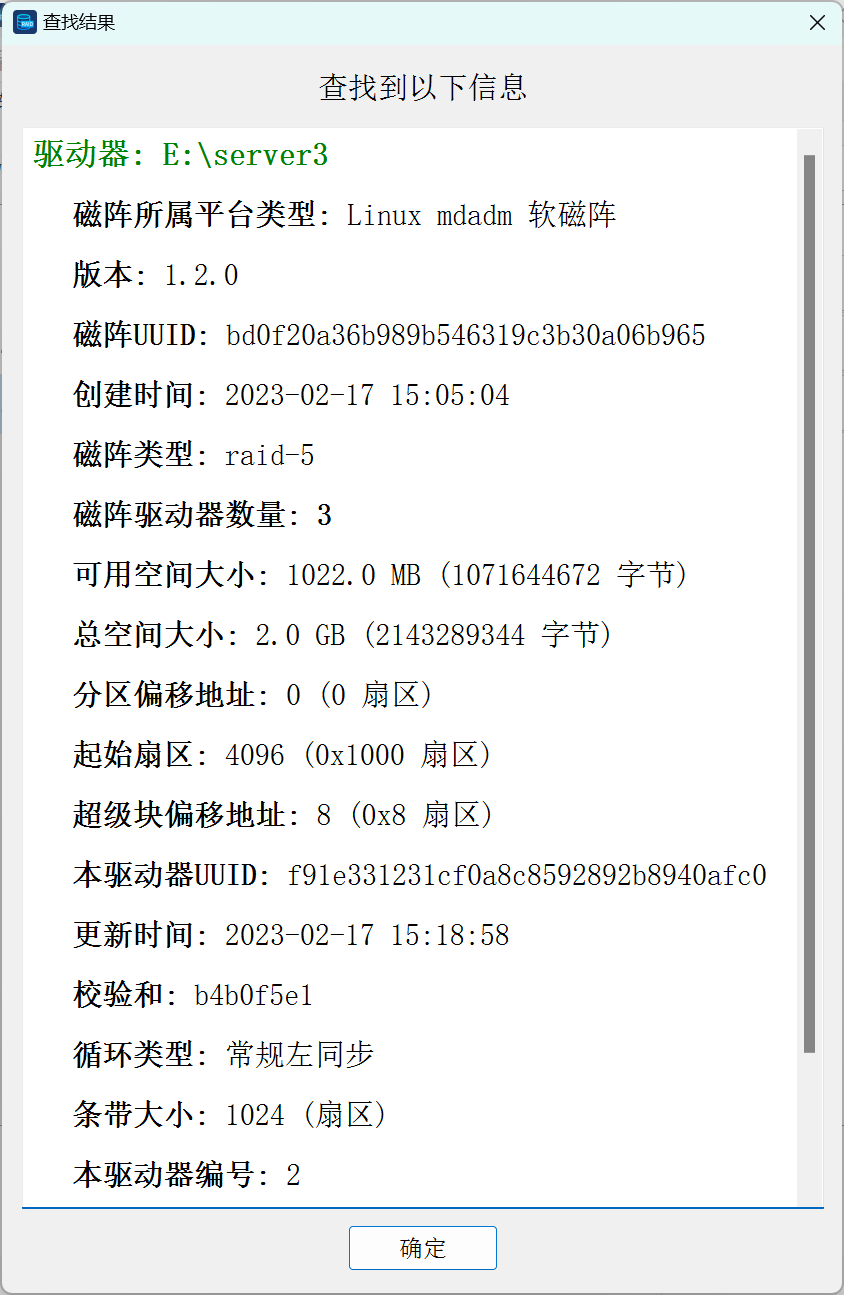 查找结果
查找到以下信息
驱动器: E:\server3
磁阵所属平台类型: Linux mdadm 软磁阵
版本: 1.2.0
磁阵UUID: bd0f20a36b989b546319c3b30a06b965
创建时间: 2023-02-17 15:05:04
磁阵类型: raid-5
磁阵驱动器数量: 3
可用空间大小: 1022.0 MB (1071644672 字节)
总空间大小: 2.0 GB (2143289344 字节)
分区偏移地址: 0 (0 扇区)
起始扇区: 4096 (0x1000 扇区)
超级块偏移地址: 8 (0x8 扇区)
本驱动器UUID: f91e331231cf0a8c8592892b8940afc0
更新时间: 2023-02-17 15:18:58
校验和: b4b0f5e1
循环类型: 常规左同步
条带大小: 1024 (扇区)
本驱动器编号: 2
确定